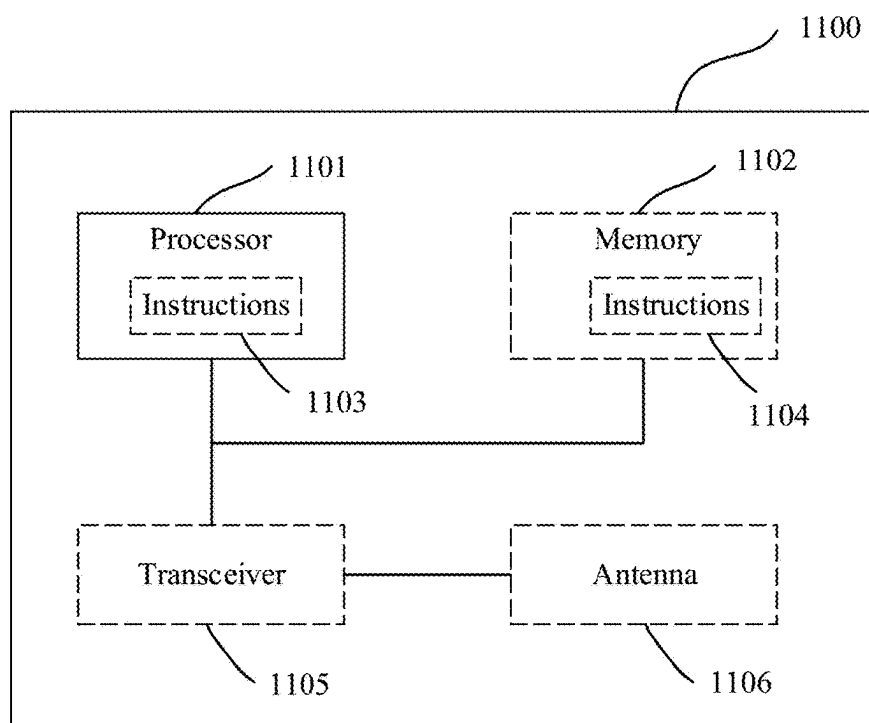 1100
1101
1102
Processor
Memory
Instructions
Instructions
1103
1104
Transceiver
Antenna
1105
1106